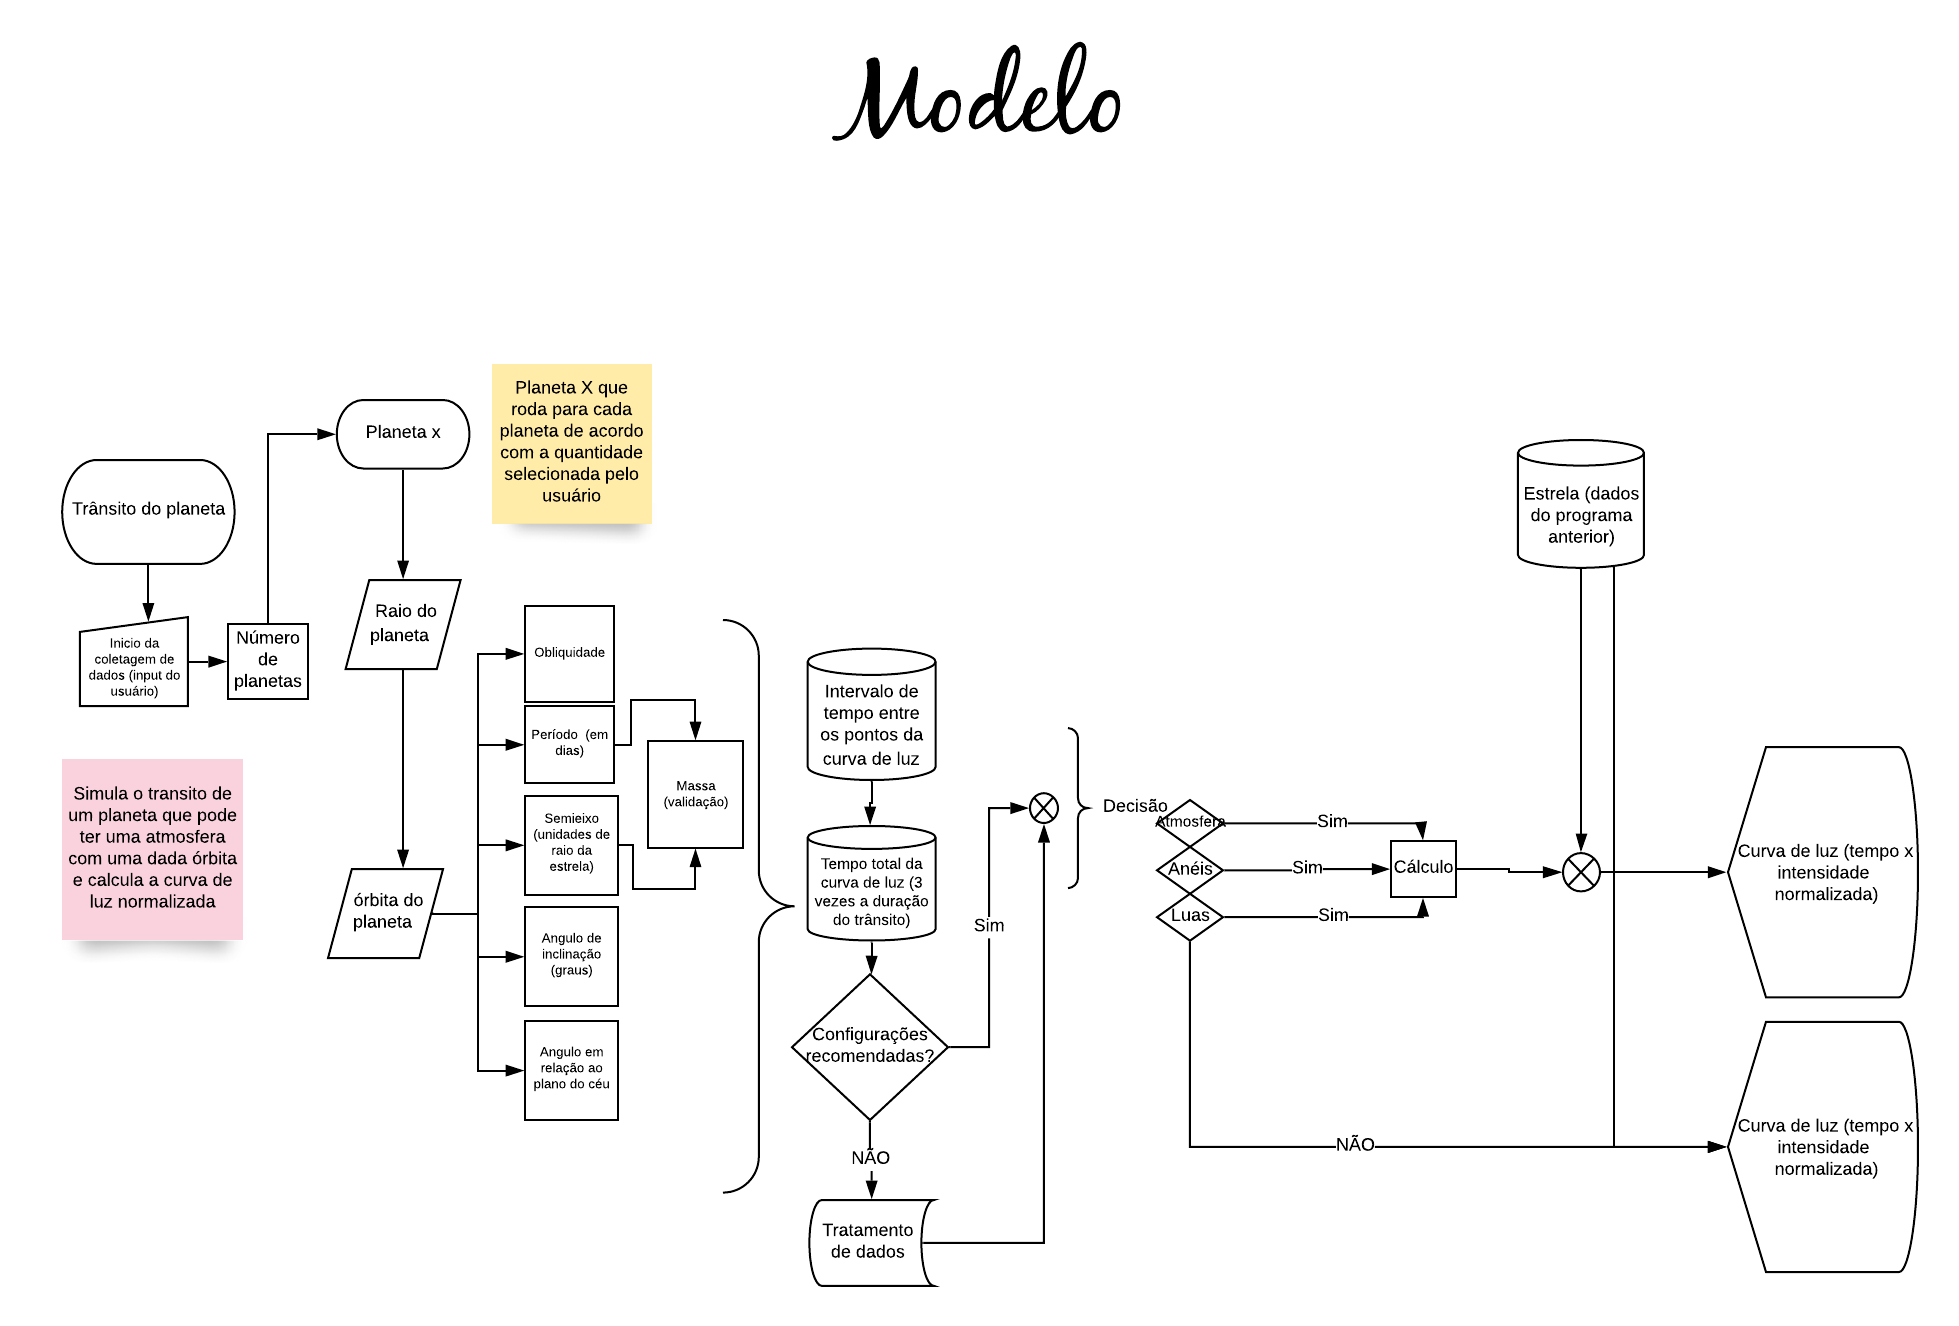 Modelo
Planeta X que
roda para cada
planeta de acordo
com a quantidade
selecionada pelo
usuário
Planeta x
Trânsito do planeta
Estrela (dados
do programa
anterior)
Raio do
planeta
Inicio da
coletagem de
dados (input do
usuário)
Número
de
planetas
Obliquidade
Período (em
dias)
Massa
(validação)
Semieixo
(unidades de
raio da
estrela)
Angulo de
inclinação
(graus)
Angulo em
relação ao
plano do céu
órbita do
planeta
Simula o transito de
um planeta que pode
ter uma atmosfera
com uma dada órbita
e calcula a curva de
luz normalizada
Intervalo de
tempo entre
os pontos da
curva de luz
Tempo total da
curva de luz (3
vezes a duração
do trânsito)
Configurações
recomendadas?
Sim
NÃO
Tratamento
de dados
Decisão
Atmosfera
Sim
Anéis
Sim
Luas
Sim
Cálculo
NÃO
Curva de luz (tempo x
intensidade
normalizada)
Curva de luz (tempo x
intensidade
normalizada)